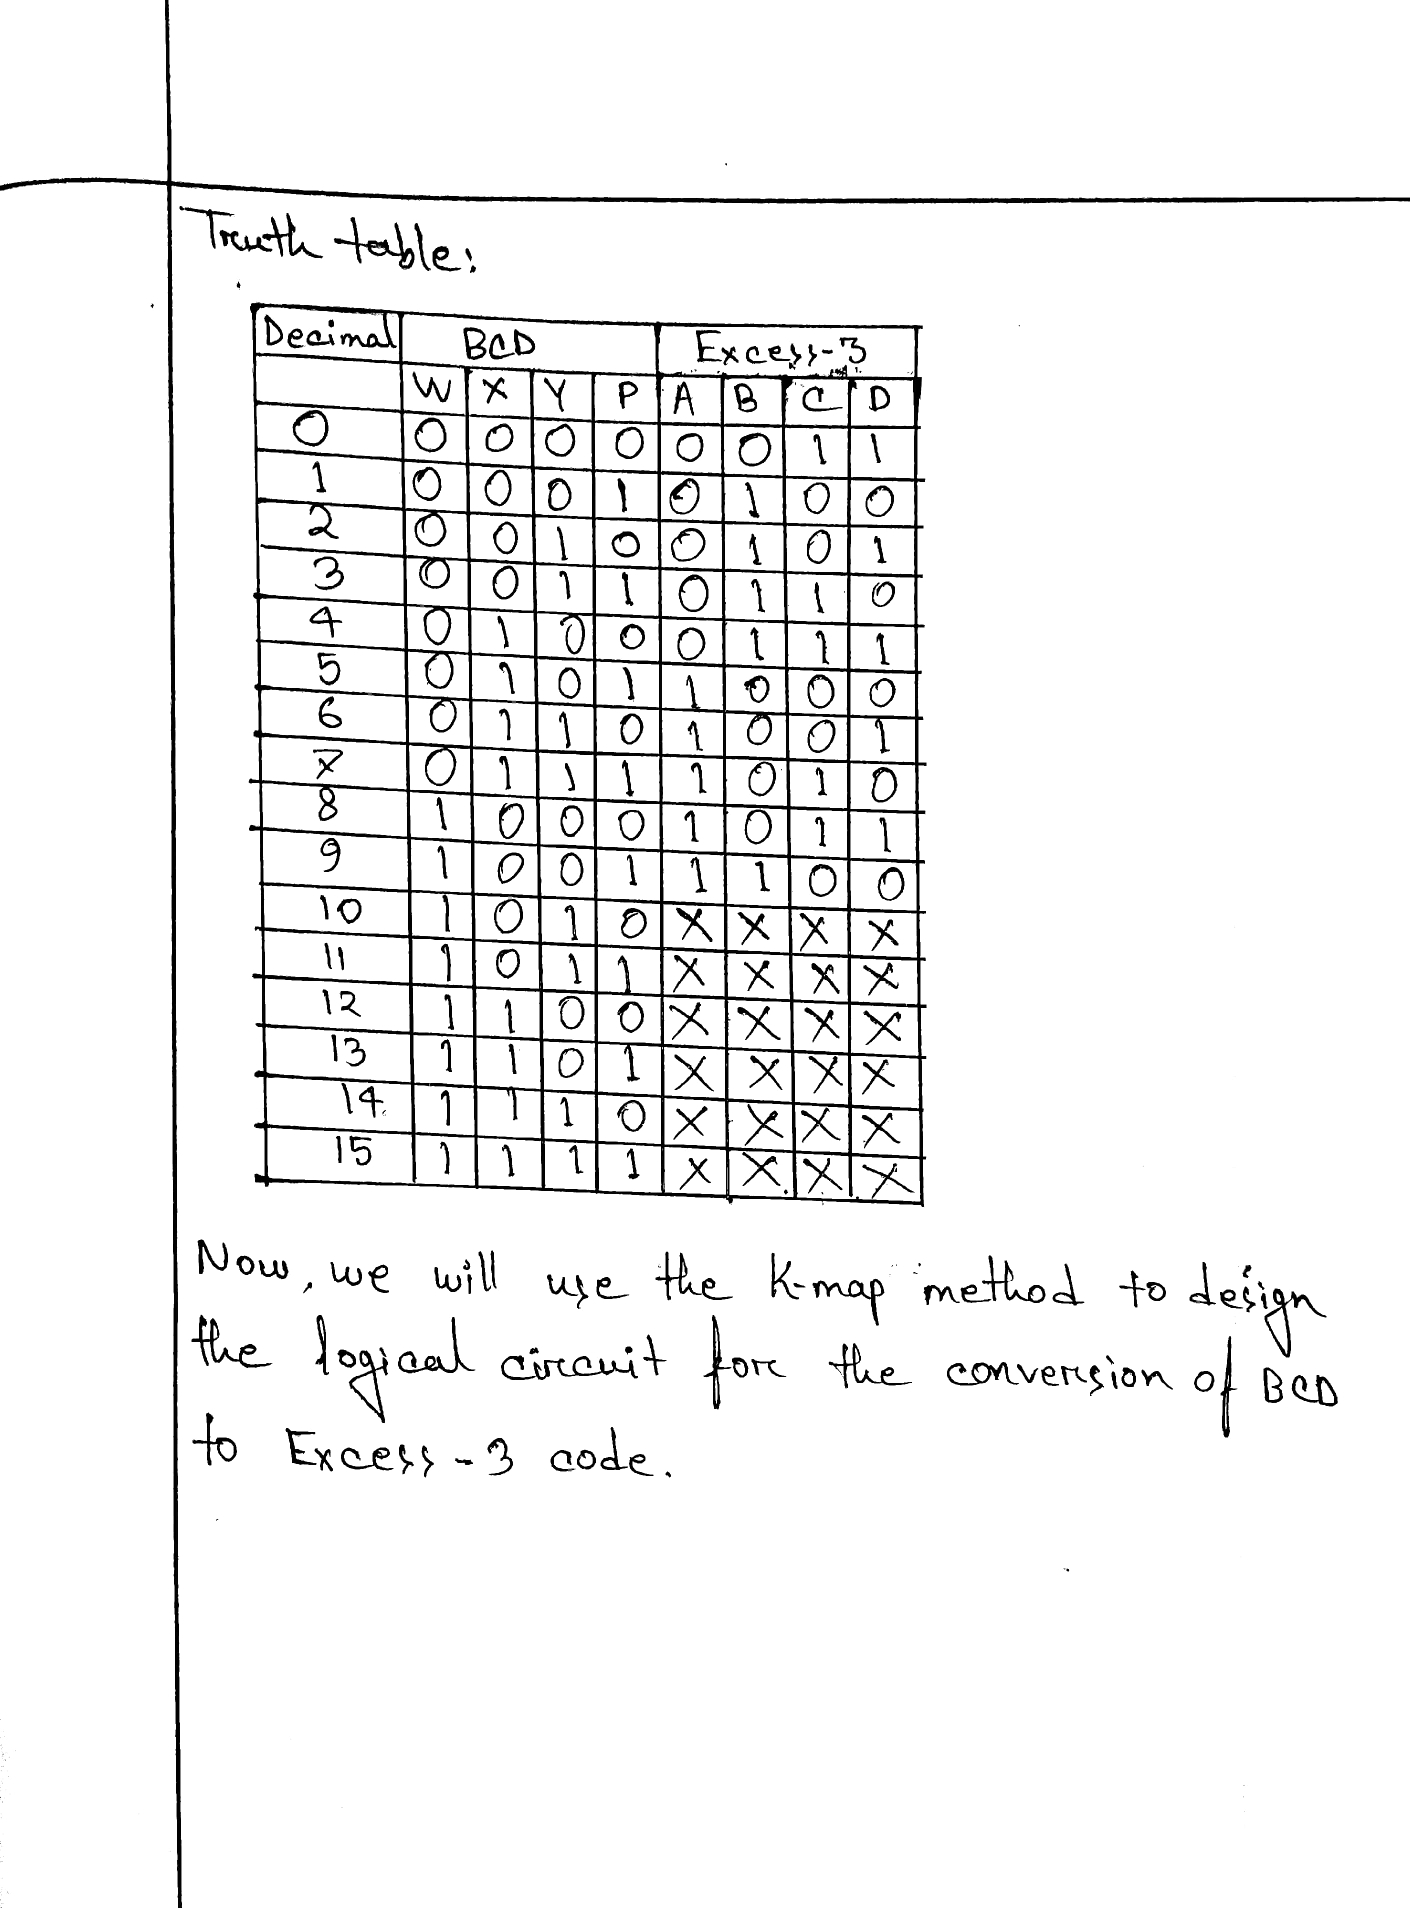 Truth table:
Decimal BCD Excess-3
W X Y P A B C D
0 0 0 0 0 0 0 1 1
1 0 0 0 1 0 1 0 0
2 0 0 1 0 0 1 0 1
3 0 0 1 1 0 1 1 0
4 0 1 0 0 0 1 1 1
5 0 1 0 1 1 0 0 0
6 0 1 1 0 1 0 0 1
7 0 1 1 1 1 0 1 0
8 1 0 0 0 1 0 1 1
9 1 0 0 1 1 1 0 0
10 1 0 1 0 X X X X
11 1 0 1 1 X X X X
12 1 1 0 0 X X X X
13 1 1 0 1 X X X X
14 1 1 1 0 X X X X
15 1 1 1 1 X X X X
Now, we will use the K-map method to design
the logical circuit for the conversion of BCD
to Excess-3 code.